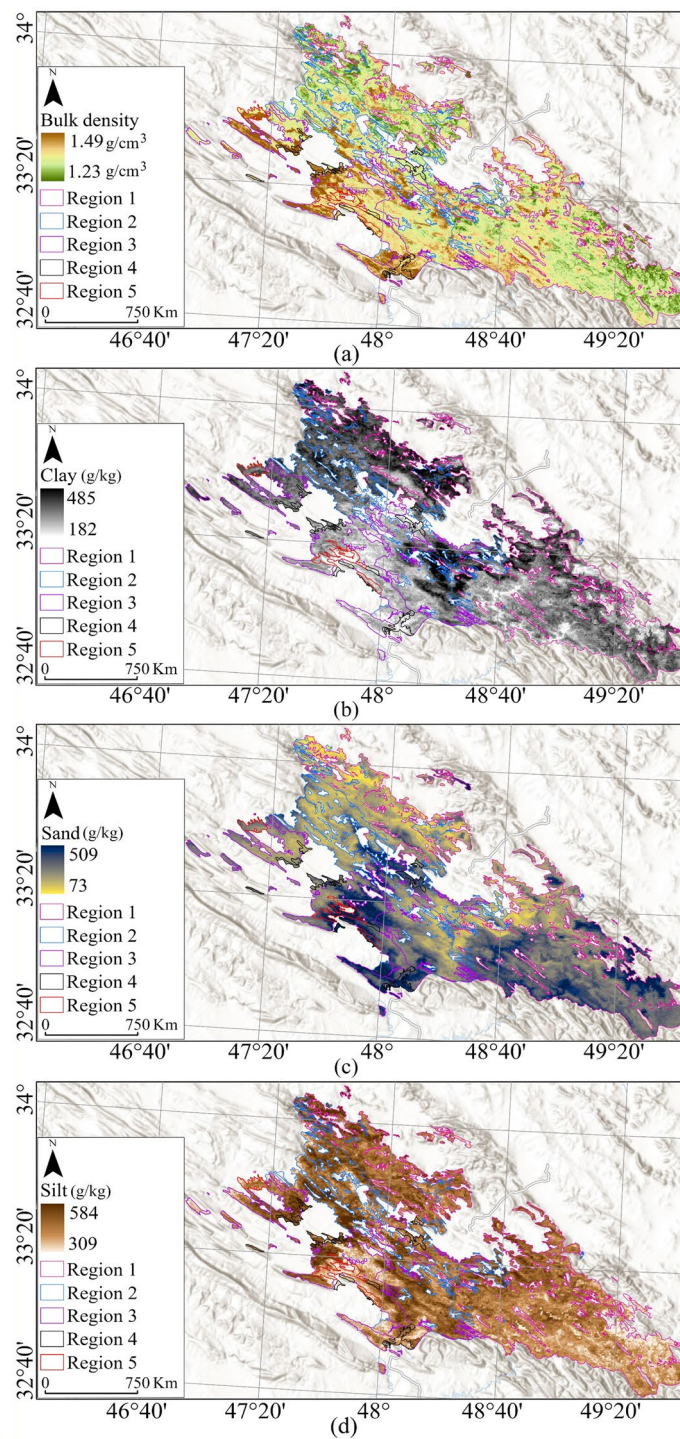 34°
N
Bulk density
1.49 g/cm³
1.23 g/cm³
33°20'
Region 1
Region 2
Region 3
Region 4
Region 5
0 750 Km
32°40'
46°40' 47°20' 48° 48°40' 49°20'
(a)
34°
N
Clay (g/kg)
485
182
33°20'
Region 1
Region 2
Region 3
Region 4
Region 5
0 750 Km
32°40'
46°40' 47°20' 48° 48°40' 49°20'
(b)
34°
N
Sand (g/kg)
509
73
33°20'
Region 1
Region 2
Region 3
Region 4
Region 5
0 750 Km
32°40'
46°40' 47°20' 48° 48°40' 49°20'
(c)
34°
N
Silt (g/kg)
584
309
33°20'
Region 1
Region 2
Region 3
Region 4
Region 5
0 750 Km
32°40'
46°40' 47°20' 48° 48°40' 49°20'
(d)